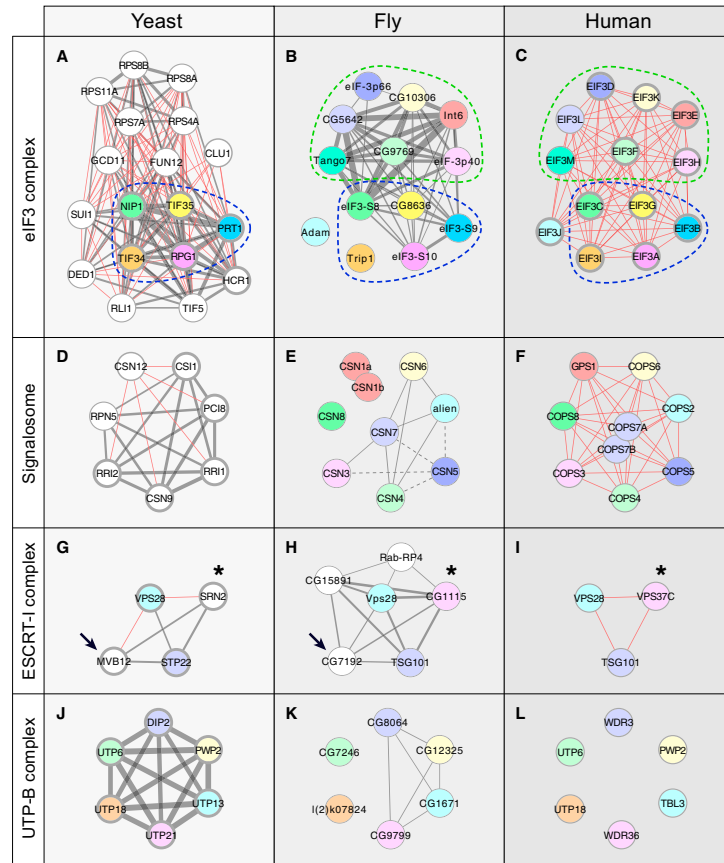 Yeast
Fly
Human
eIF3 complex
A
RPS8B
RPS8A
RPS11A
RPS7A
RPS4A
GCD11
FUN12
CLU1
NIP1
TIF35
SUI1
PRT1
TIF34
RPG1
DED1
HCR1
RLI1
TIF5
B
eIF-3p66
CG10306
CG5642
Int6
Tango7
CG9769
eIF-3p40
eIF3-S8
CG8636
eIF3-S9
Adam
Trip1
eIF3-S10
C
EIF3D
EIF3K
EIF3L
EIF3E
EIF3M
EIF3F
EIF3H
EIF3C
EIF3G
EIF3J
EIF3B
EIF3I
EIF3A
Signalosome
D
CSN12
CSI1
PCI8
RPN5
RRI2
RRI1
CSN9
E
CSN1a
CSN1b
CSN6
CSN8
alien
CSN7
CSN3
CSN5
CSN4
F
GPS1
COPS6
COPS8
COPS2
COPS7A
COPS7B
COPS3
COPS5
COPS4
ESCRT-I complex
G
*
VPS28
SRN2
MVB12
STP22
H
Rab-RP4
*
CG15891
Vps28
CG1115
CG7192
TSG101
I
*
VPS28
VPS37C
TSG101
UTP-B complex
J
DIP2
UTP6
PWP2
UTP18
UTP13
UTP21
K
CG8064
CG7246
CG12325
l(2)k07824
CG1671
CG9799
L
WDR3
UTP6
PWP2
UTP18
TBL3
WDR36